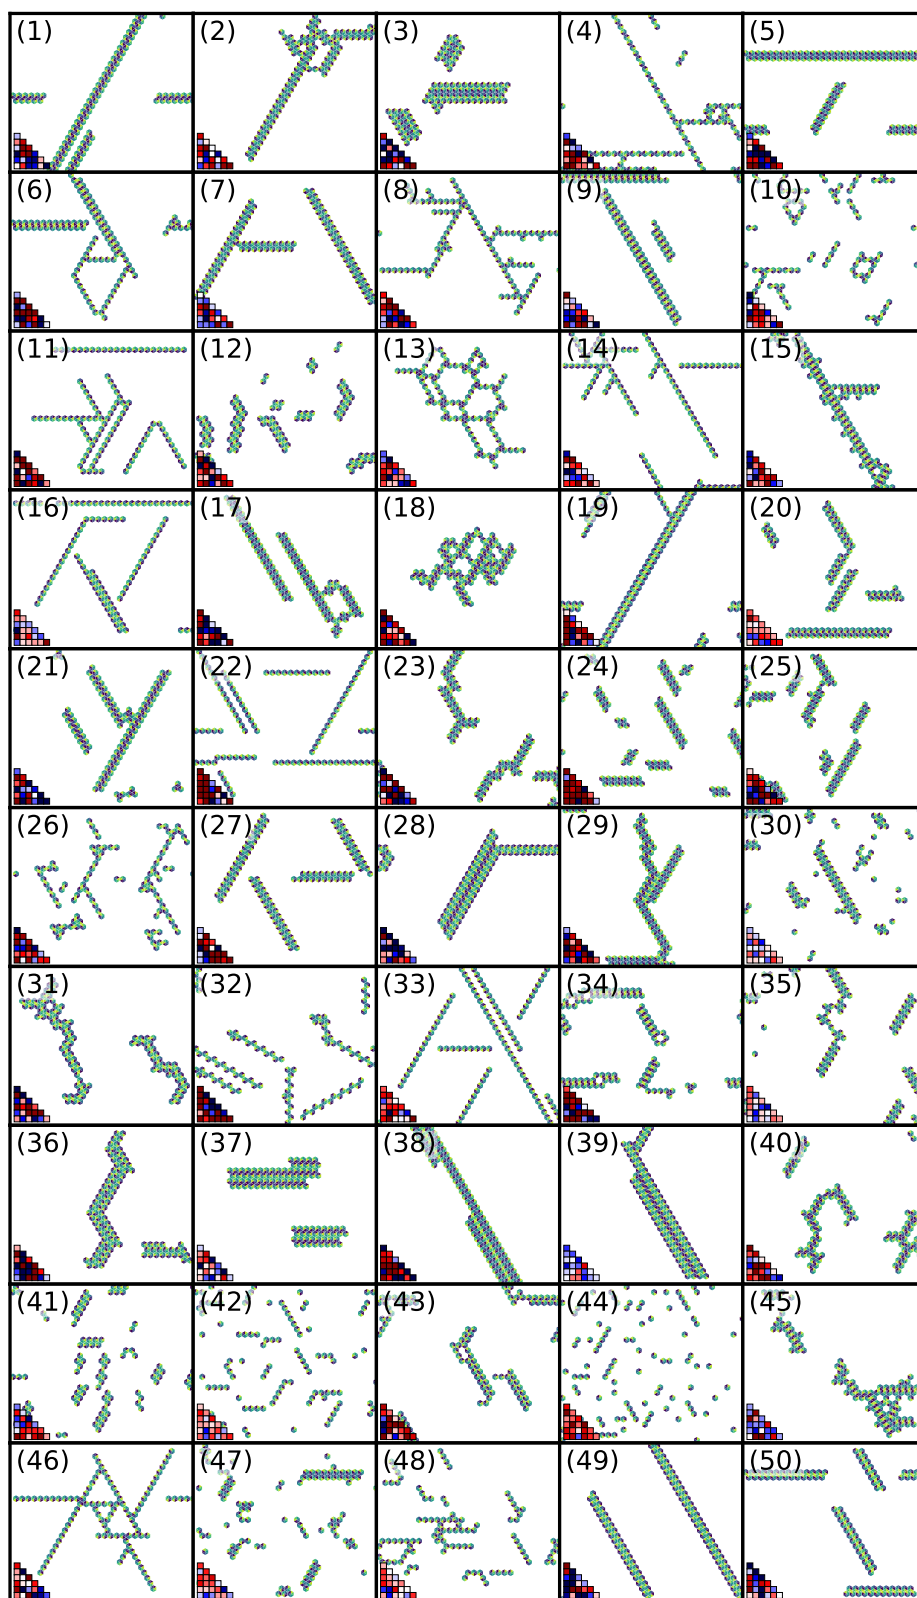 (1) (2) (3) (4) (5)
(6) (7) (8) (9) (10)
(11) (12) (13) (14) (15)
(16) (17) (18) (19) (20)
(21) (22) (23) (24) (25)
(26) (27) (28) (29) (30)
(31) (32) (33) (34) (35)
(36) (37) (38) (39) (40)
(41) (42) (43) (44) (45)
(46) (47) (48) (49) (50)